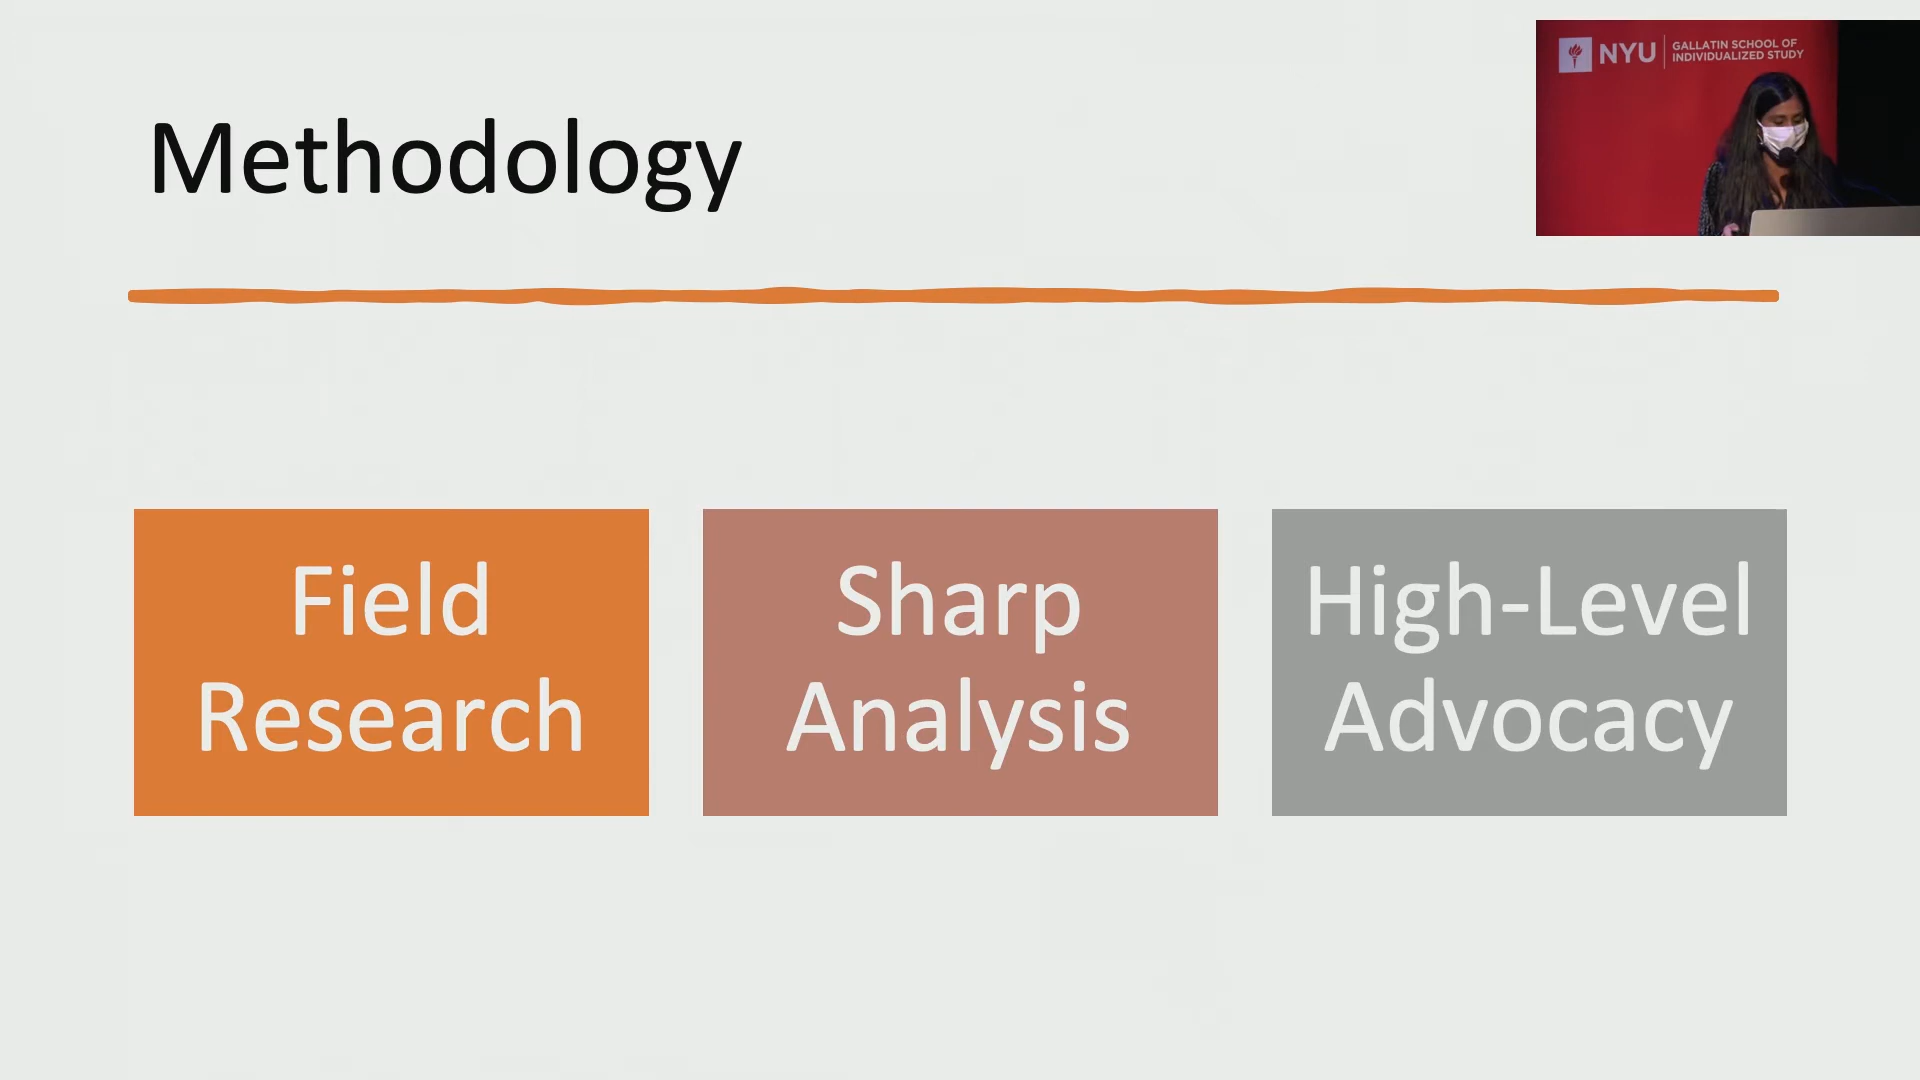 Methodology
NYU
GALLATIN SCHOOL OF
INDIVIDUALIZED STUDY
Field
Research
Sharp
Analysis
High-Level
Advocacy